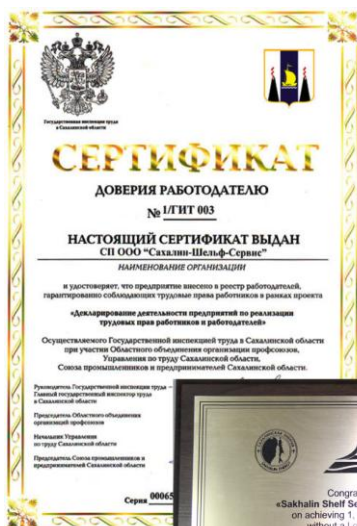 Государственная инспекция труда
в Сахалинской области
СЕРТИФИКАТ
ДОВЕРИЯ РАБОТОДАТЕЛЮ
№ 1/ГИТ 003
НАСТОЯЩИЙ СЕРТИФИКАТ ВЫДАН
СП ООО "Сахалин-Шельф-Сервис"
НАИМЕНОВАНИЕ ОРГАНИЗАЦИИ
и удостоверяет, что предприятие внесено в реестр работодателей,
гарантированно соблюдающих трудовые права работников в рамках проекта
«Декларирование деятельности предприятий по реализации
трудовых прав работников и работодателей»
Осуществляемого Государственной инспекцией труда в Сахалинской области
при участии Областного объединения организации профсоюзов,
Управления по труду Сахалинской области,
Союза промышленников и предпринимателей Сахалинской области.
Руководитель Государственной инспекции труда –
Главный государственный инспектор труда
в Сахалинской области
Председатель Областного объединения
организаций профсоюзов
Начальник Управления
по труду Сахалинской области
Председатель Союза промышленников и
предпринимателей Сахалинской области
Серия 00065
Congra
«Sakhalin Shelf Se
on achieving 1.